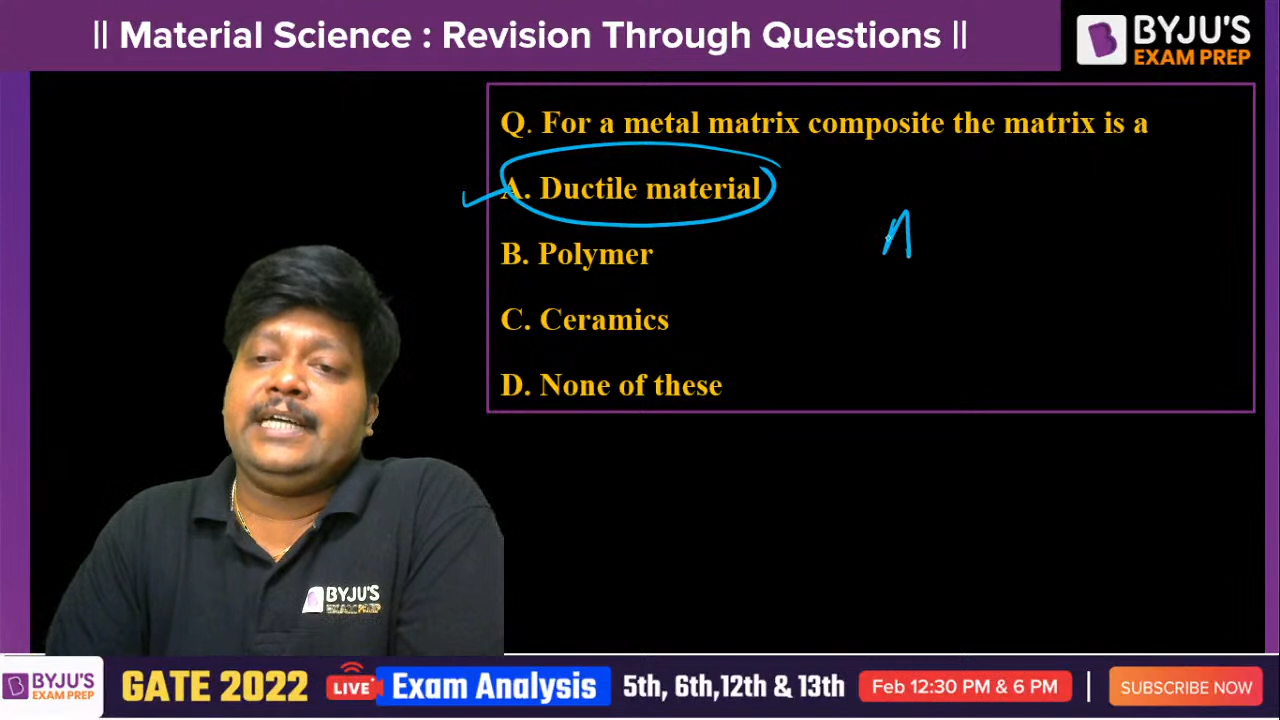 || Material Science : Revision Through Questions ||
BYJU'S
EXAM PREP
Q. For a metal matrix composite the matrix is a
A. Ductile material
B. Polymer
C. Ceramics
D. None of these
BYJU'S
EXAM PREP
BYJU'S
EXAM PREP
GATE 2022
LIVE
Exam Analysis
5th, 6th,12th & 13th
Feb 12:30 PM & 6 PM
SUBSCRIBE NOW